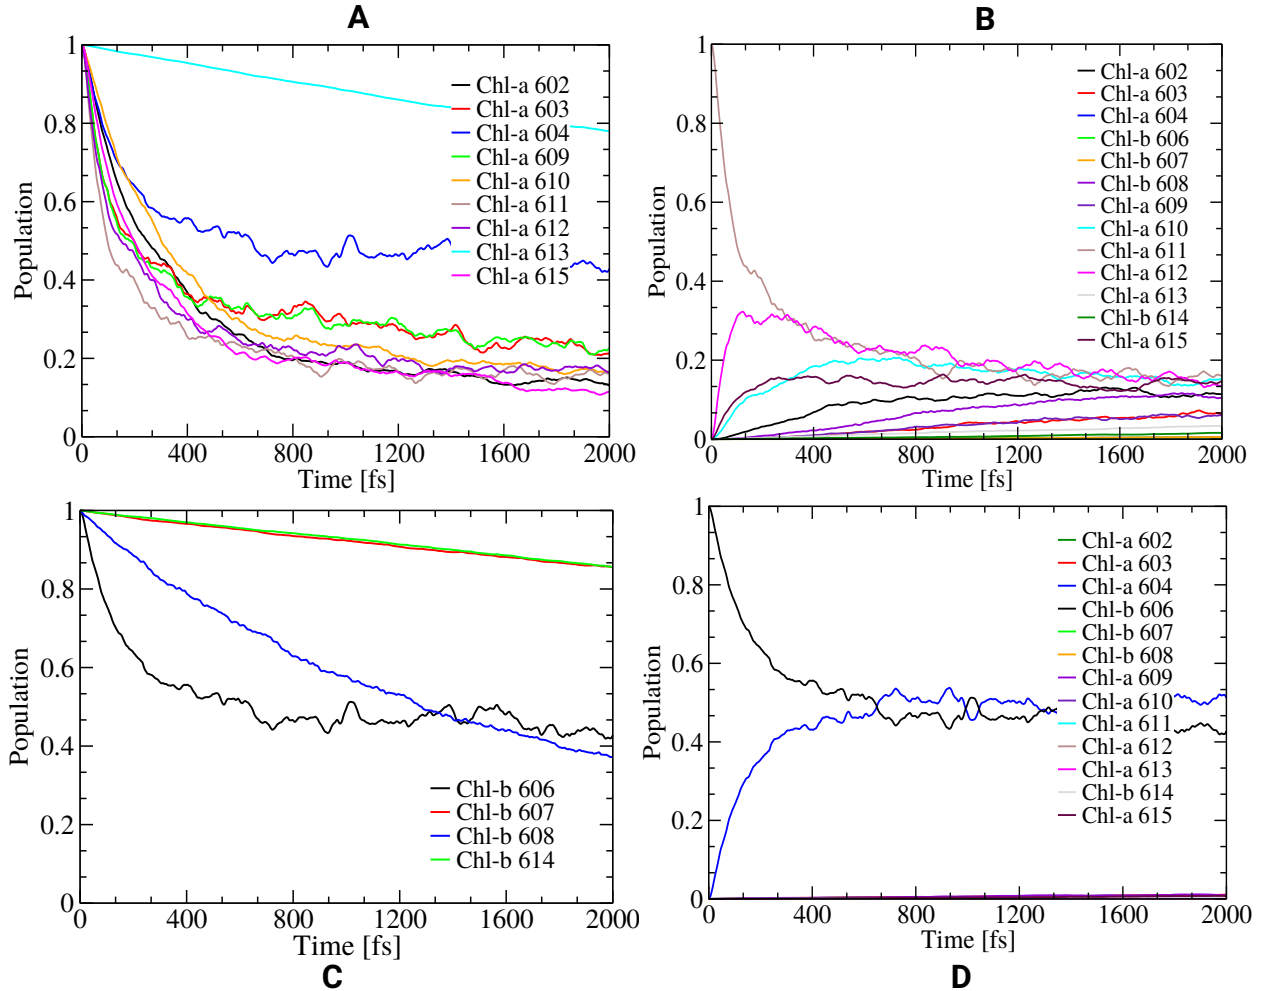 A
1
0.8
0.6
0.4
0.2
0
Population
0
400
800
1200
1600
2000
Time [fs]
Chl-a 602
Chl-a 603
Chl-a 604
Chl-a 609
Chl-a 610
Chl-a 611
Chl-a 612
Chl-a 613
Chl-a 615
B
1
0.8
0.6
0.4
0.2
0
Population
0
400
800
1200
1600
2000
Time [fs]
Chl-a 602
Chl-a 603
Chl-a 604
Chl-b 606
Chl-b 607
Chl-b 608
Chl-a 609
Chl-a 610
Chl-a 611
Chl-a 612
Chl-a 613
Chl-b 614
Chl-a 615
1
0.8
0.6
0.4
0.2
0
Population
0
400
800
1200
1600
2000
Time [fs]
Chl-b 606
Chl-b 607
Chl-b 608
Chl-b 614
C
1
0.8
0.6
0.4
0.2
0
Population
0
400
800
1200
1600
2000
Time [fs]
Chl-a 602
Chl-a 603
Chl-a 604
Chl-b 606
Chl-b 607
Chl-b 608
Chl-a 609
Chl-a 610
Chl-a 611
Chl-a 612
Chl-a 613
Chl-b 614
Chl-a 615
D